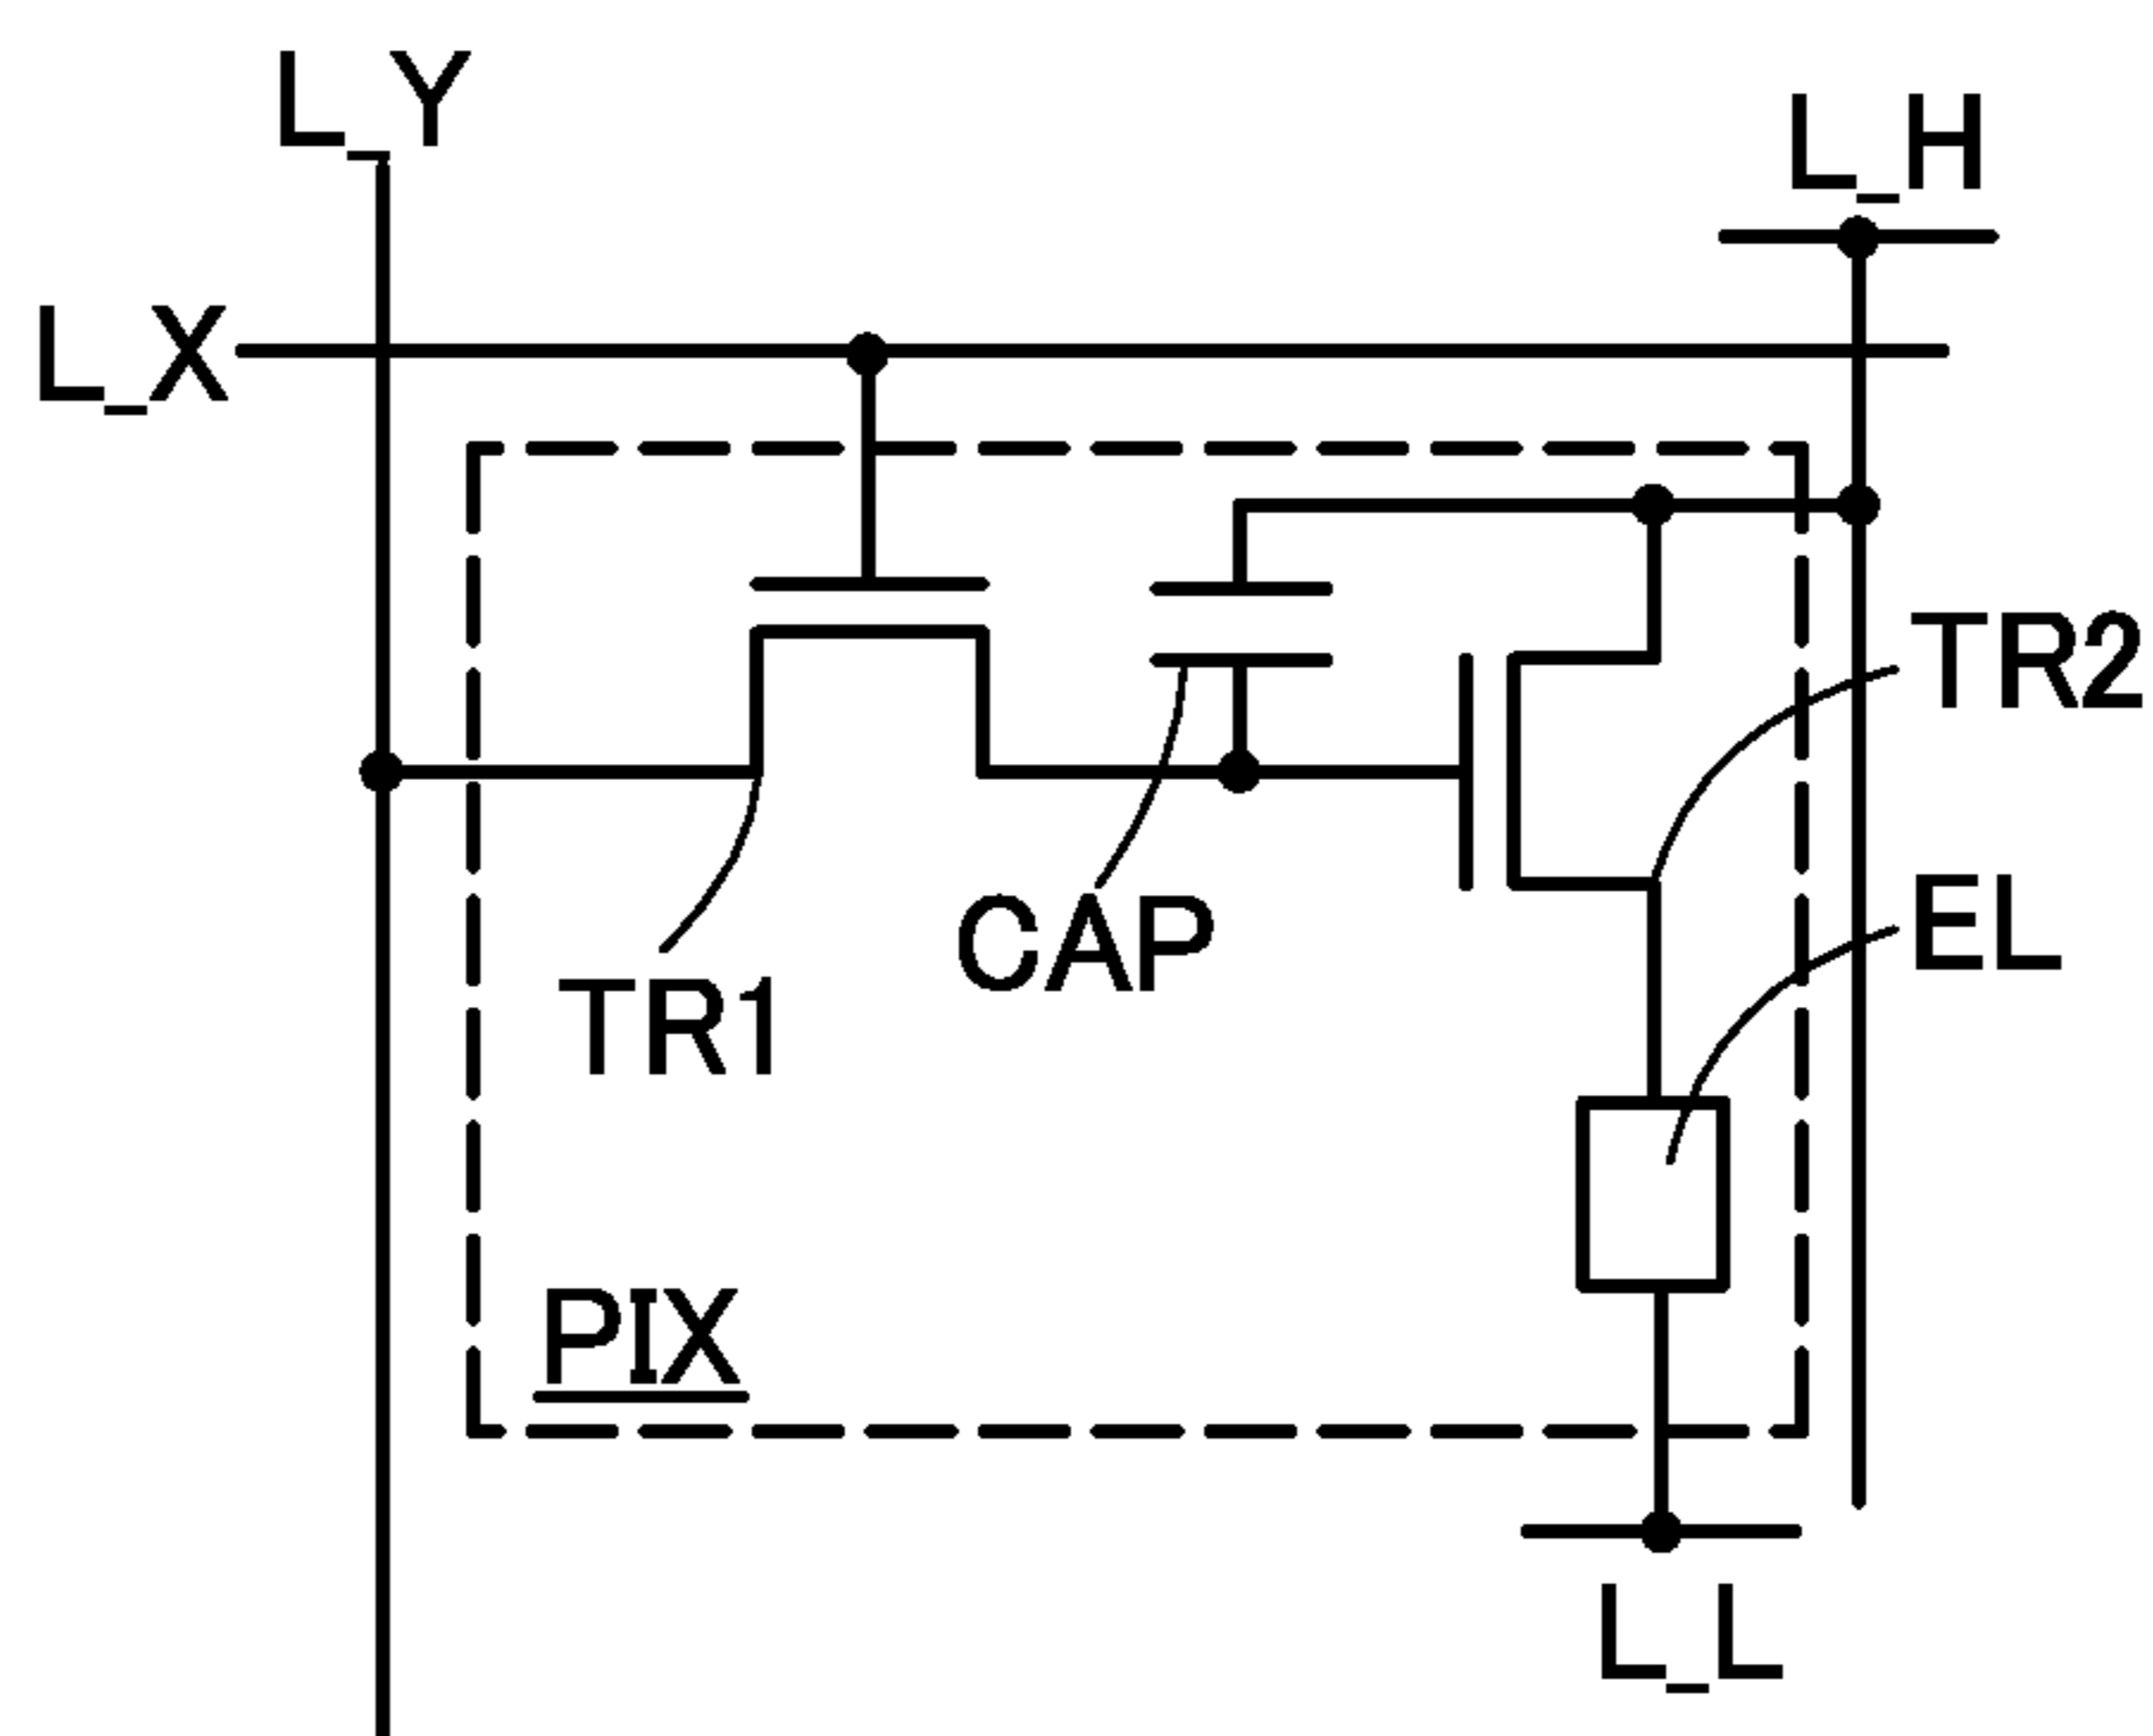 L_Y
L_H
L_X
TR2
EL
CAP
TR1
PIX
L_L